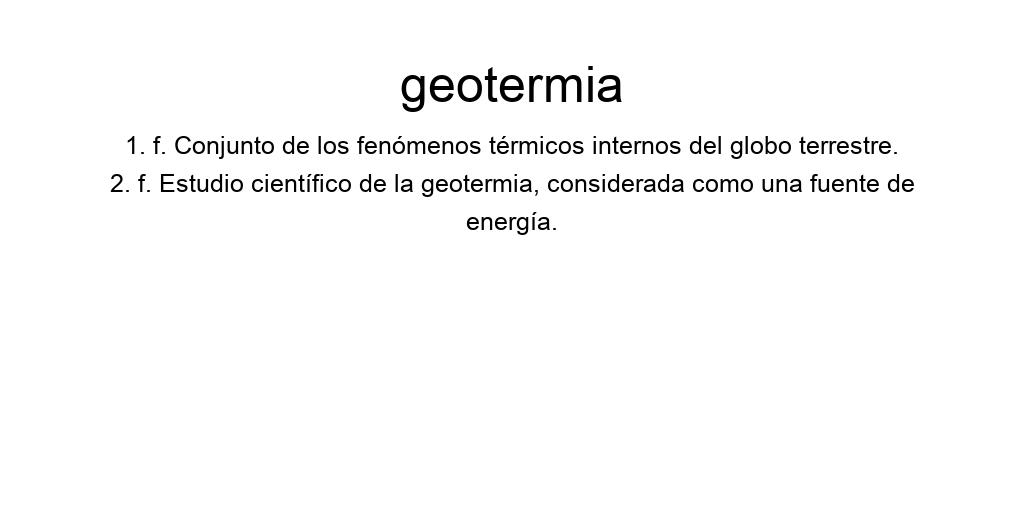 geotermia
1. f. Conjunto de los fenómenos térmicos internos del globo terrestre.
2. f. Estudio científico de la geotermia, considerada como una fuente de
energía.